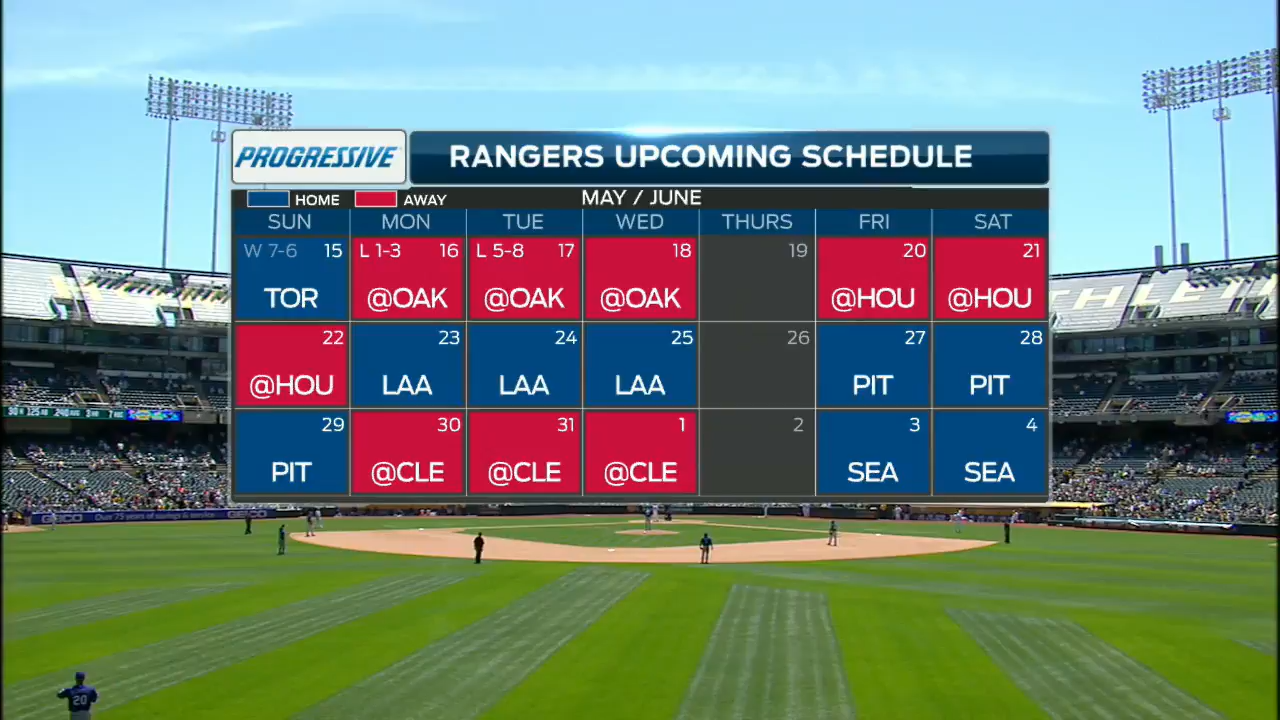 PROGRESSIVE
RANGERS UPCOMING SCHEDULE
HOME AWAY MAY / JUNE
SUN MON TUE WED THURS FRI SAT
W 7-6 15 L 1-3 16 L 5-8 17 18 19 20 21
TOR @OAK @OAK @OAK @HOU @HOU
22 23 24 25 26 27 28
@HOU LAA LAA LAA PIT PIT
29 30 31 1 2 3 4
PIT @CLE @CLE @CLE SEA SEA
GEICO GEICO
20